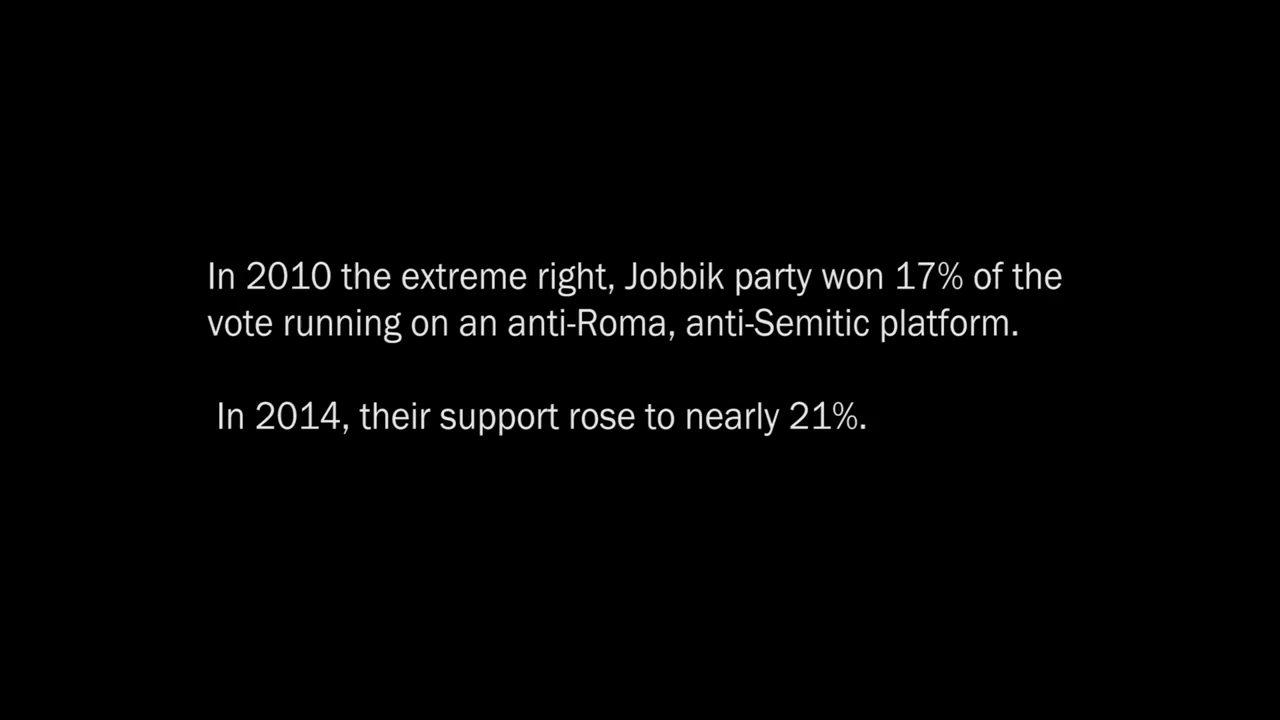 In 2010 the extreme right, Jobbik party won 17% of the
vote running on an anti-Roma, anti-Semitic platform.
In 2014, their support rose to nearly 21%.